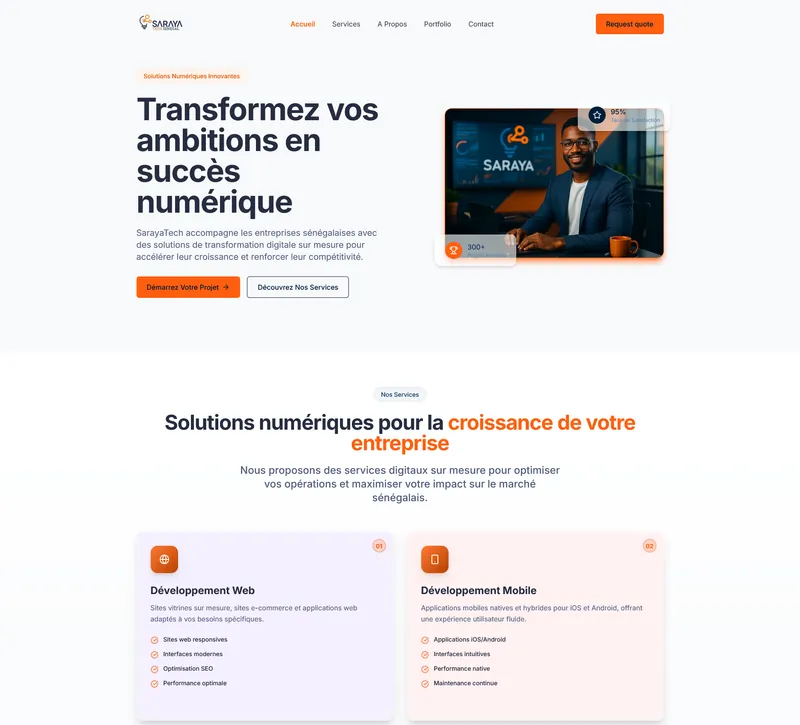 SARAYA
Accueil
Services
A Propos
Portfolio
Contact
Request quote
Solutions Numériques Innovantes
Transformez vos
ambitions en
succès
numérique
SarayaTech accompagne les entreprises sénégalaises avec
des solutions de transformation digitale sur mesure pour
accélérer leur croissance et renforcer leur compétitivité.
Démarrez Votre Projet →
Découvrez Nos Services
95%
SARAYA
300+
Nos Services
Solutions numériques pour la croissance de votre
entreprise
Nous proposons des services digitaux sur mesure pour optimiser
vos opérations et maximiser votre impact sur le marché
sénégalais.
01
Développement Web
Sites vitrines sur mesure, sites e-commerce et applications web
adaptés à vos besoins spécifiques.
Sites web responsives
Interfaces modernes
Optimisation SEO
Performance optimale
02
Développement Mobile
Applications mobiles natives et hybrides pour iOS et Android, offrant
une expérience utilisateur fluide.
Applications iOS/Android
Interfaces intuitives
Performance native
Maintenance continue